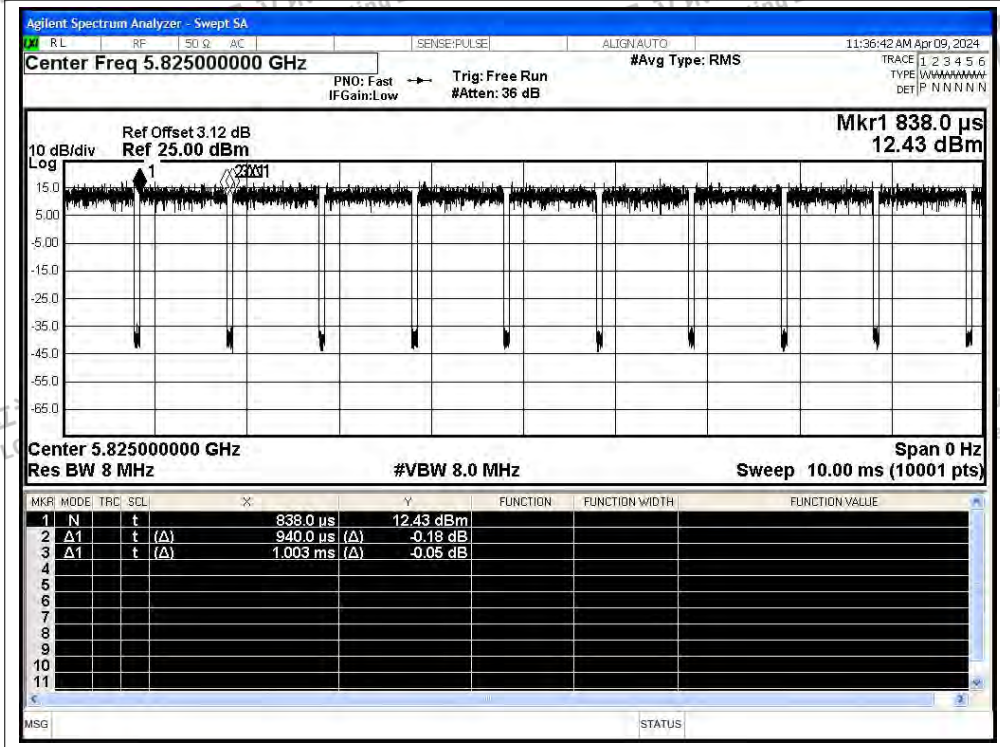 Agilent Spectrum Analyzer - Swept SA
LXI RL RF 50 Ω AC SENSE:PULSE ALIGN AUTO 11:36:42 AM Apr 09, 2024
Center Freq 5.825000000 GHz #Avg Type: RMS TRACE 1 2 3 4 5 6
PNO: Fast Trig: Free Run TYPE WWWWWW
IFGain:Low #Atten: 36 dB DET P N N N N N
Mkr1 838.0 µs
12.43 dBm
Ref Offset 3.12 dB
10 dB/div Ref 25.00 dBm
Log
1
15.0
5.00
-5.00
-15.0
-25.0
-35.0
-45.0
-55.0
-65.0
Center 5.825000000 GHz Span 0 Hz
Res BW 8 MHz #VBW 8.0 MHz Sweep 10.00 ms (10001 pts)
MKR MODE TRC SCL X Y FUNCTION FUNCTION WIDTH FUNCTION VALUE
1 N t 838.0 µs 12.43 dBm
2 Δ1 t (Δ) 940.0 µs (Δ) -0.18 dB
3 Δ1 t (Δ) 1.003 ms (Δ) -0.05 dB
4
5
6
7
8
9
10
11
MSG STATUS